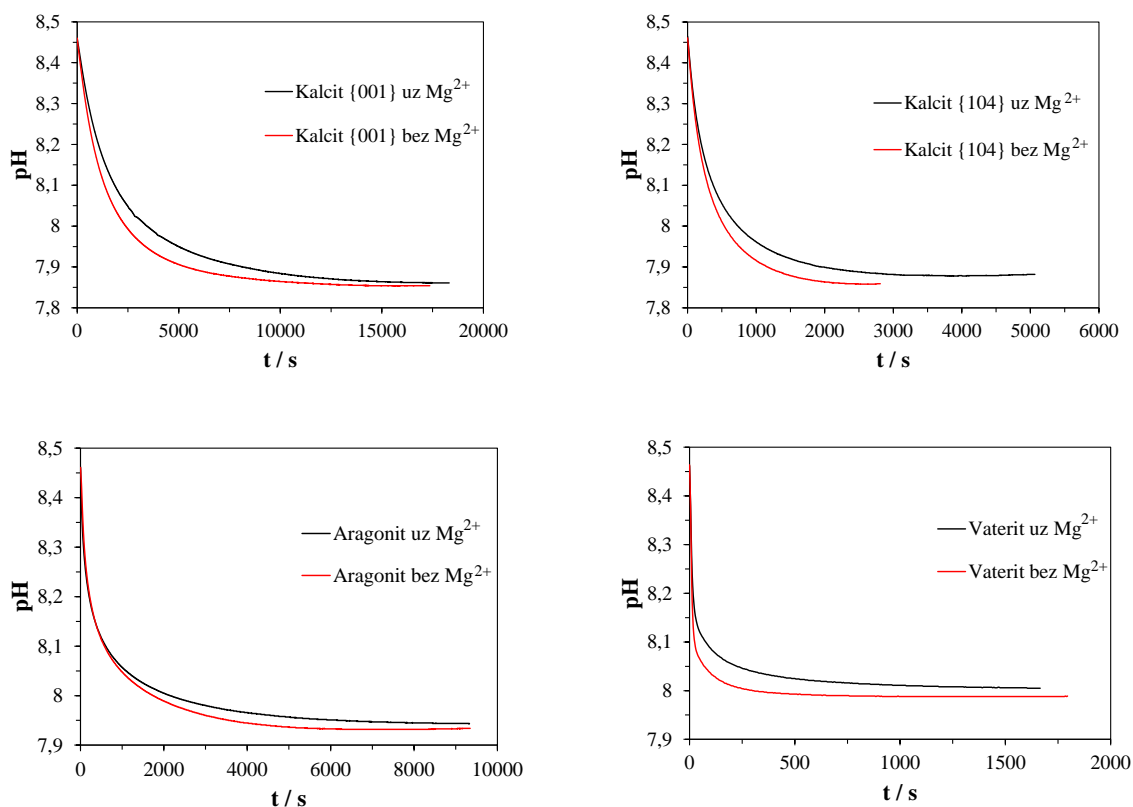 8,5
8,4
8,3
8,2
8,1
8
7,9
7,8
pH
Kalcit {001} uz Mg2+
Kalcit {001} bez Mg2+
0 5000 10000 15000 20000
t / s
8,5
8,4
8,3
8,2
8,1
8
7,9
7,8
pH
Kalcit {104} uz Mg2+
Kalcit {104} bez Mg2+
0 1000 2000 3000 4000 5000 6000
t / s
8,5
8,4
8,3
8,2
8,1
8
7,9
pH
Aragonit uz Mg2+
Aragonit bez Mg2+
0 2000 4000 6000 8000 10000
t / s
8,5
8,4
8,3
8,2
8,1
8
7,9
pH
Vaterit uz Mg2+
Vaterit bez Mg2+
0 500 1000 1500 2000
t / s